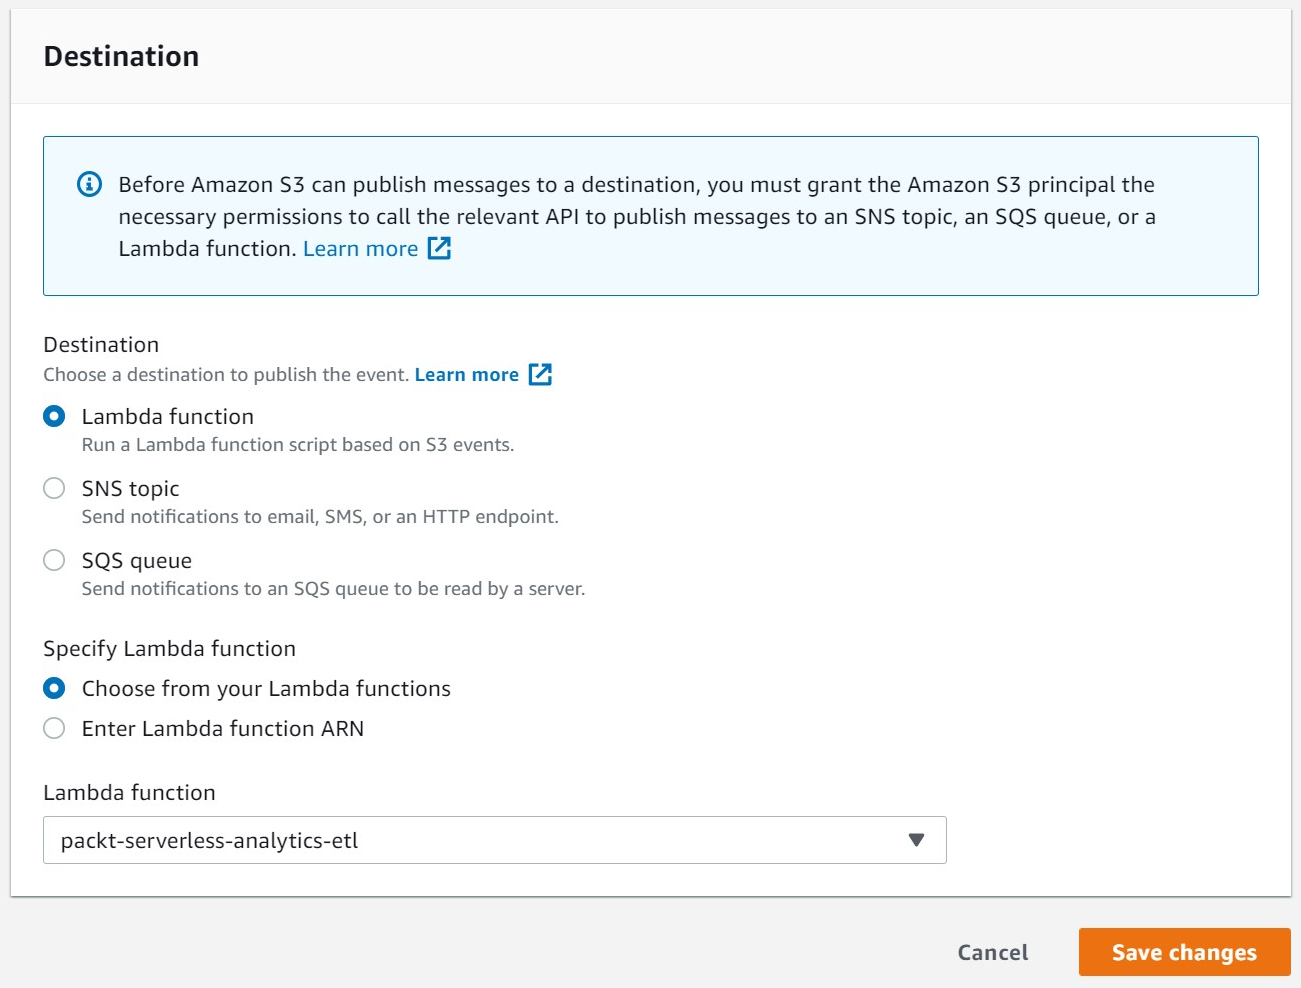 Destination
Before Amazon S3 can publish messages to a destination, you must grant the Amazon S3 principal the
necessary permissions to call the relevant API to publish messages to an SNS topic, an SQS queue, or a
Lambda function. Learn more
Destination
Choose a destination to publish the event. Learn more
Lambda function
Run a Lambda function script based on S3 events.
SNS topic
Send notifications to email, SMS, or an HTTP endpoint.
SQS queue
Send notifications to an SQS queue to be read by a server.
Specify Lambda function
Choose from your Lambda functions
Enter Lambda function ARN
Lambda function
packt-serverless-analytics-etl
Cancel
Save changes